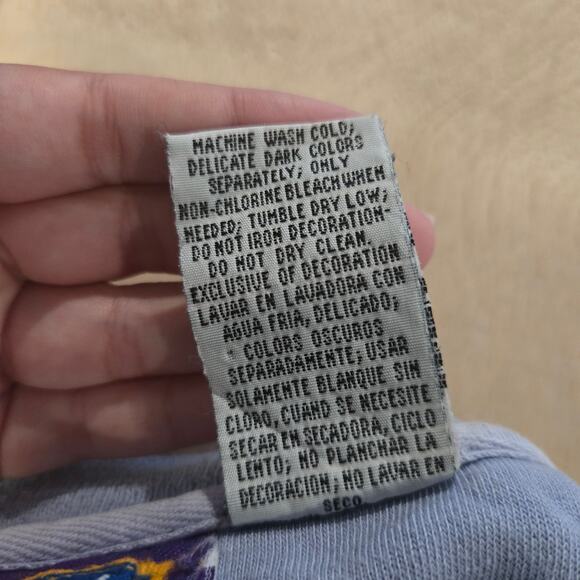 MACHINE WASH COLD;
DELICATE DARK COLORS
SEPARATELY; ONLY
NON-CHLORINE BLEACH WHEN
NEEDED; TUMBLE DRY LOW;
DO NOT IRON DECORATION-
DO NOT DRY CLEAN.
EXCLUSIVE OF DECORATION
LAVAR EN LAVADORA CON
AGUA FRIA, DELICADO;
COLORS OSCUROS
SEPARADAMENTE; USAR
SOLAMENTE BLANQUE SIN
CLORO, CUANDO SE NECESITE
SECAR EN SECADORA, CICLO
LENTO; NO PLANCHAR LA
DECORACION; NO LAVAR EN
SECO